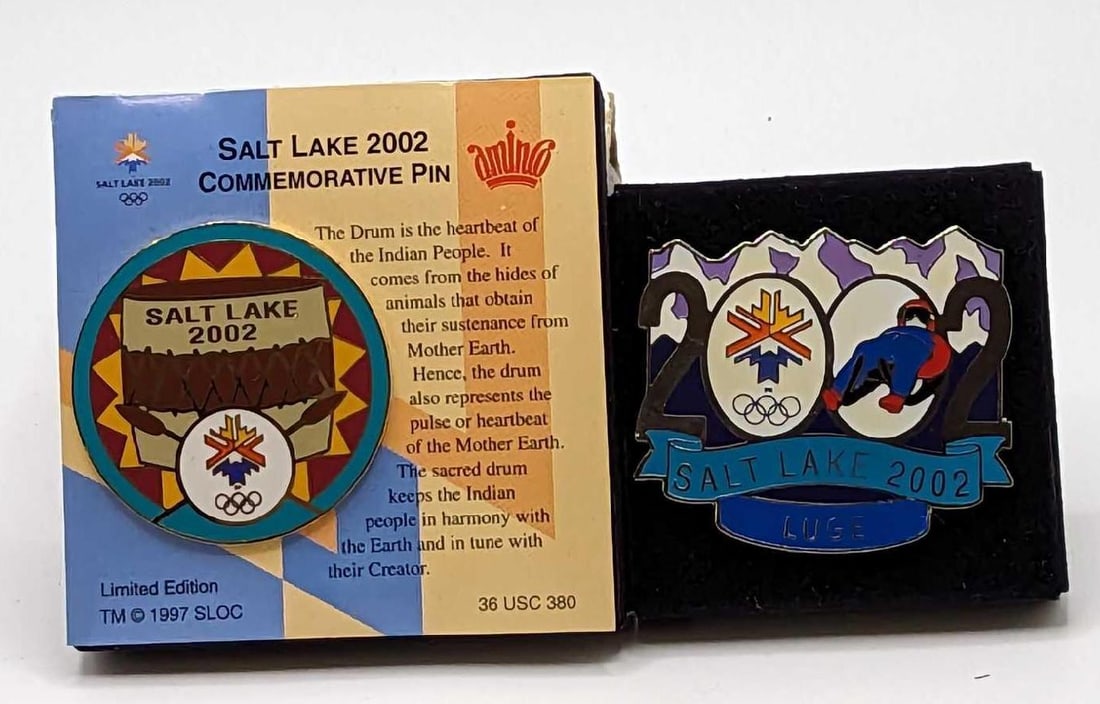 SALT LAKE 2002
SALT LAKE 2002
COMMEMORATIVE PIN
aminco
The Drum is the heartbeat of
the Indian People. It
comes from the hides of
animals that obtain
their sustenance from
Mother Earth.
Hence, the drum
also represents the
pulse or heartbeat
of the Mother Earth.
The sacred drum
keeps the Indian
people in harmony with
the Earth and in tune with
their Creator.
SALT LAKE
2002
Limited Edition
TM © 1997 SLOC
36 USC 380
2002
SALT LAKE 2002
LUGE